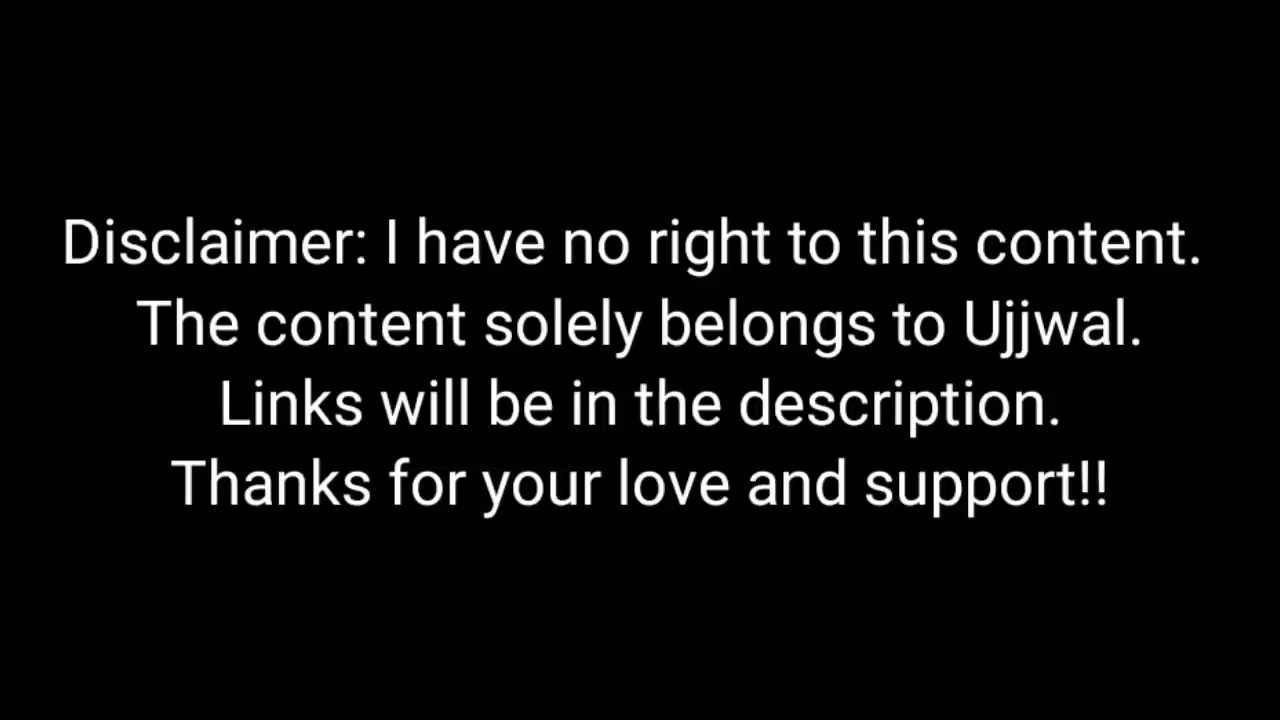 Disclaimer: I have no right to this content.
The content solely belongs to Ujjwal.
Links will be in the description.
Thanks for your love and support!!